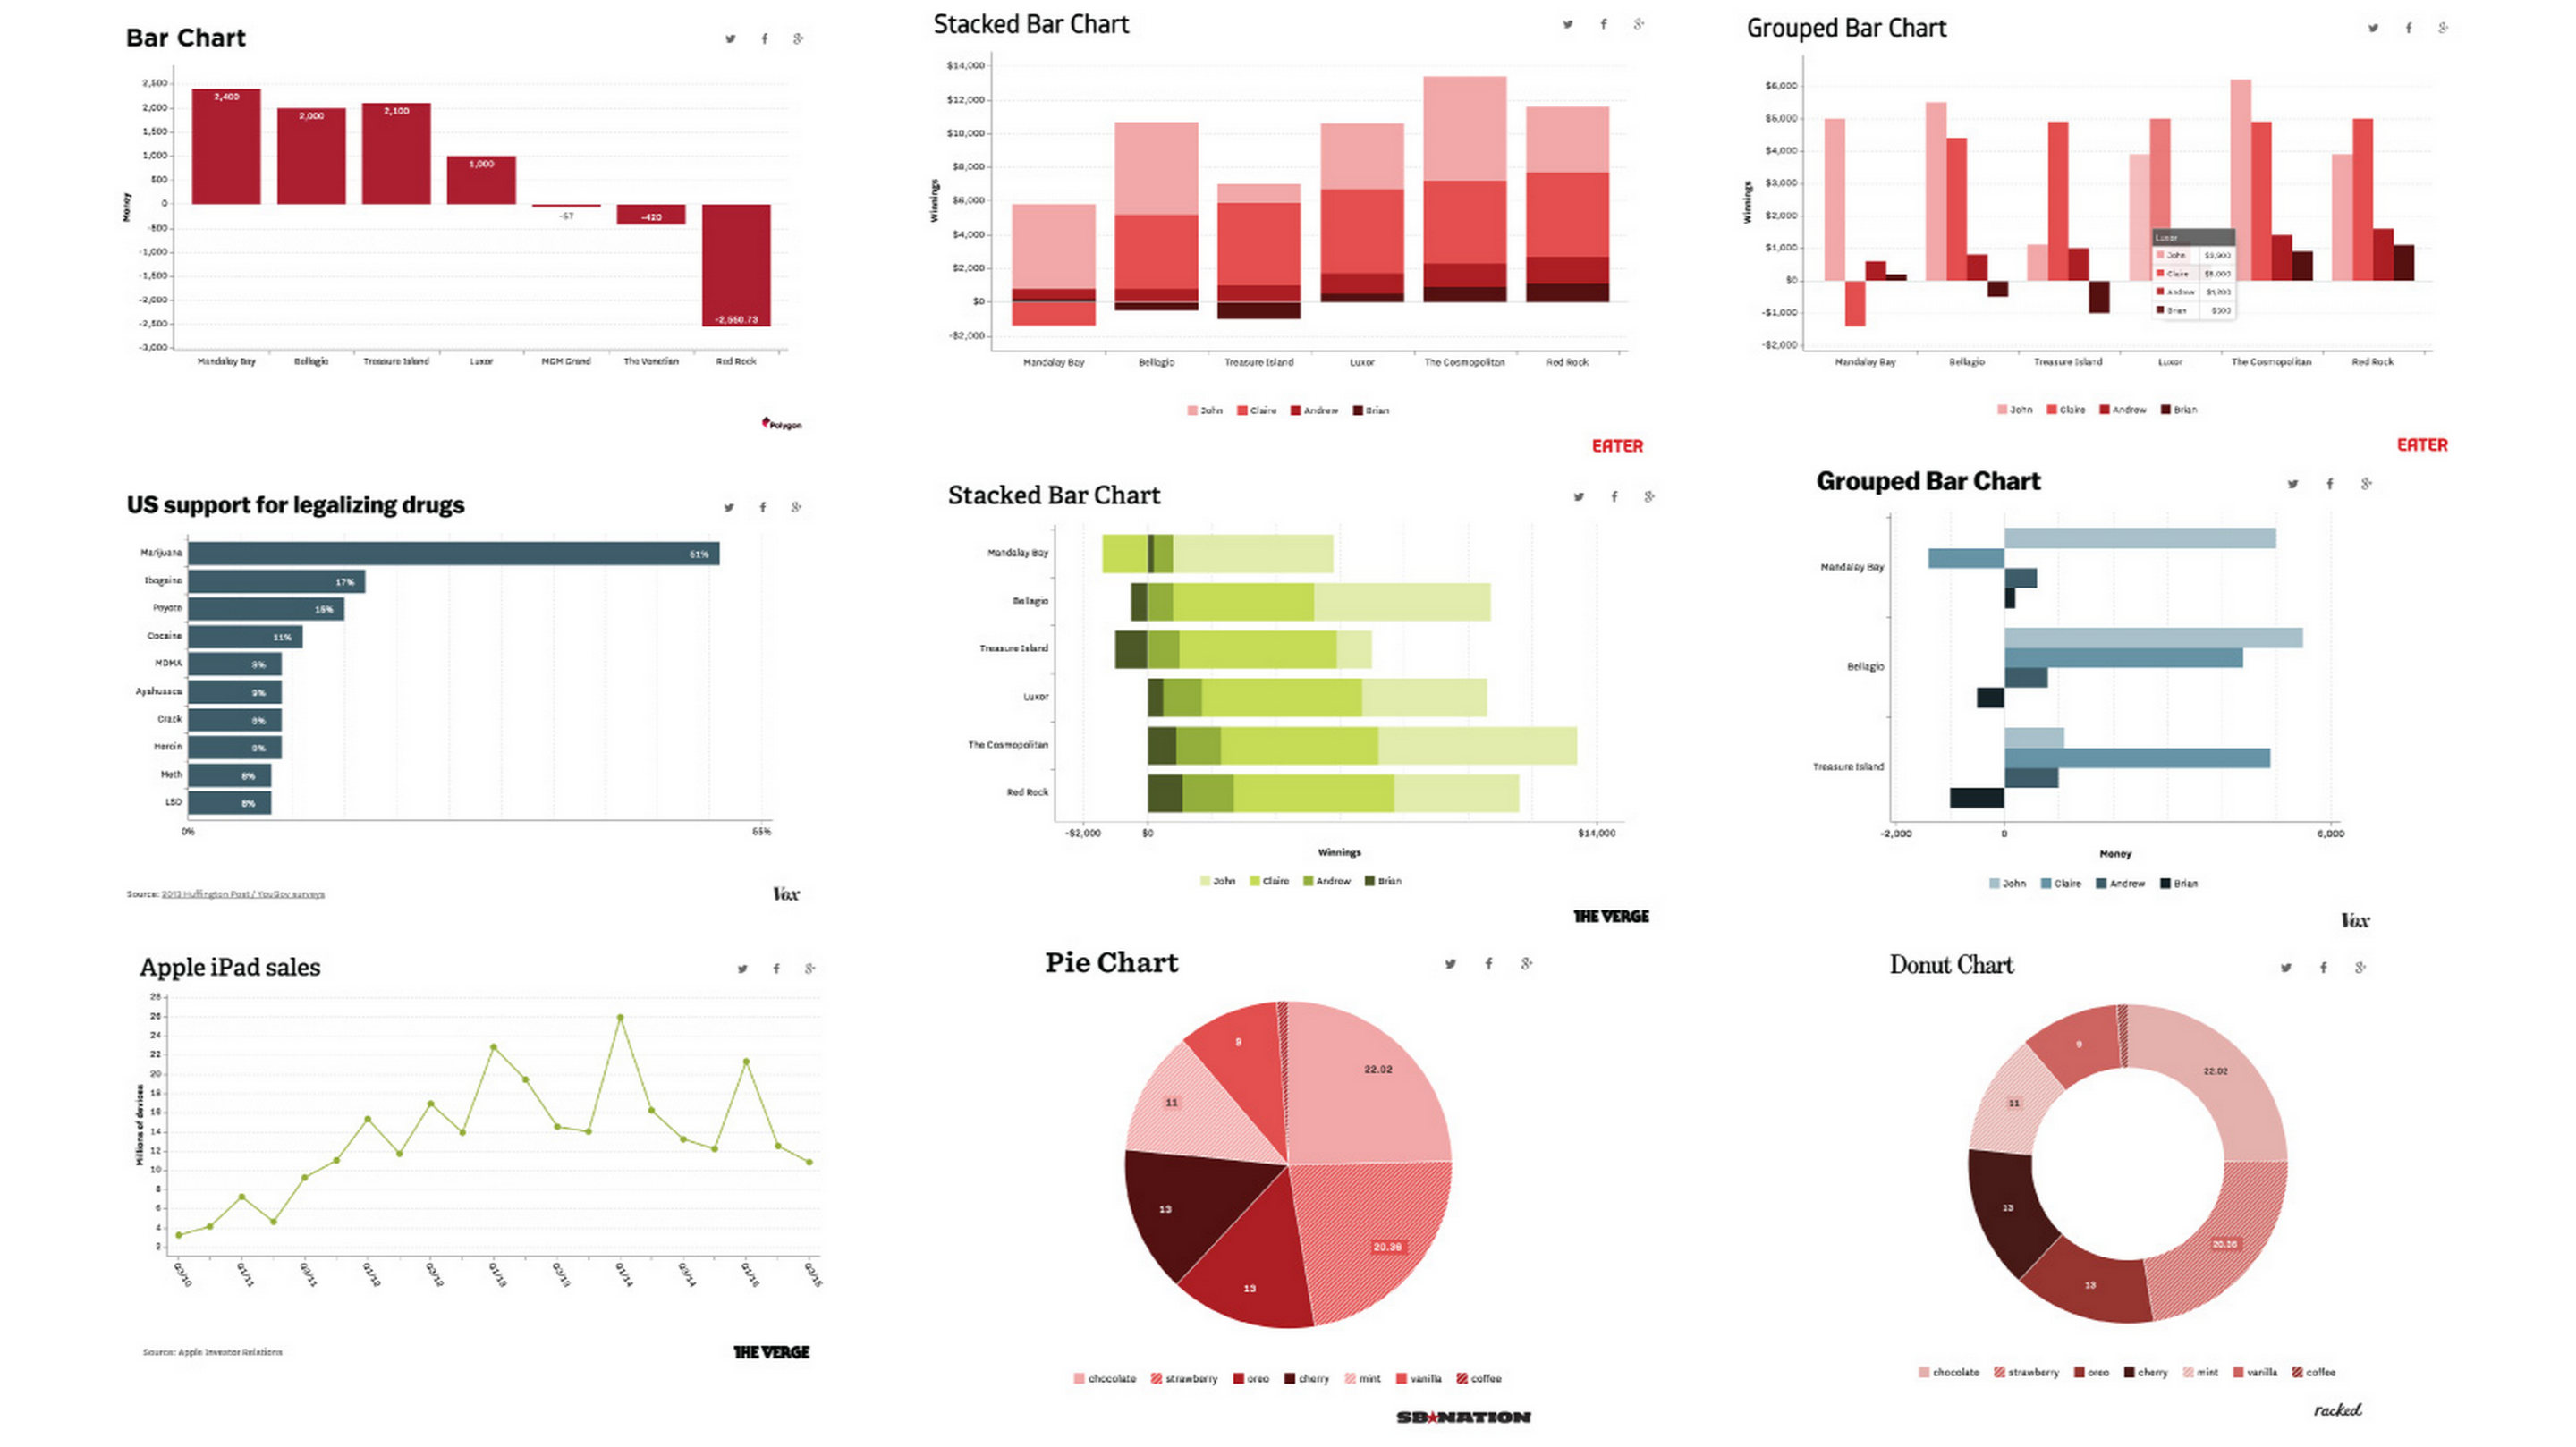 Bar Chart
2,500
2,000
1,500
1,000
500
0
-500
-1,000
-1,500
-2,000
-2,500
-3,000
Money
2,400
2,000
2,100
1,000
-57
-420
-2,550.73
Mandalay Bay Bellagio Treasure Island Luxor MGM Grand The Venetian Red Rock
Polygon
Stacked Bar Chart
$14,000
$12,000
$10,000
$8,000
$6,000
$4,000
$2,000
$0
-$2,000
Winnings
Mandalay Bay Bellagio Treasure Island Luxor The Cosmopolitan Red Rock
John Claire Andrew Brian
EATER
Grouped Bar Chart
$6,000
$5,000
$4,000
$3,000
$2,000
$1,000
$0
-$1,000
-$2,000
Winnings
Luxor
John $3,900
Claire $5,000
Andrew $1,200
Brian $500
Mandalay Bay Bellagio Treasure Island Luxor The Cosmopolitan Red Rock
John Claire Andrew Brian
EATER
US support for legalizing drugs
Marijuana 51%
Ibogaine 17%
Peyote 15%
Cocaine 11%
MDMA 9%
Ayahuasca 9%
Crack 9%
Heroin 9%
Meth 8%
LSD 8%
0% 55%
Source: 2013 Huffington Post / YouGov surveys
Vox
Stacked Bar Chart
Mandalay Bay
Bellagio
Treasure Island
Luxor
The Cosmopolitan
Red Rock
-$2,000 $0 $14,000
Winnings
John Claire Andrew Brian
THE VERGE
Grouped Bar Chart
Mandalay Bay
Bellagio
Treasure Island
-2,000 0 6,000
Money
John Claire Andrew Brian
Vox
Apple iPad sales
28
26
24
22
20
18
16
14
12
10
8
6
4
2
Millions of devices
Q3/10 Q1/11 Q3/11 Q1/12 Q3/12 Q1/13 Q3/13 Q1/14 Q3/14 Q1/15 Q3/15
Source: Apple Investor Relations
THE VERGE
Pie Chart
9
22.02
11
13
20.36
13
chocolate strawberry oreo cherry mint vanilla coffee
SB NATION
Donut Chart
9
22.02
11
13
20.36
13
chocolate strawberry oreo cherry mint vanilla coffee
racked